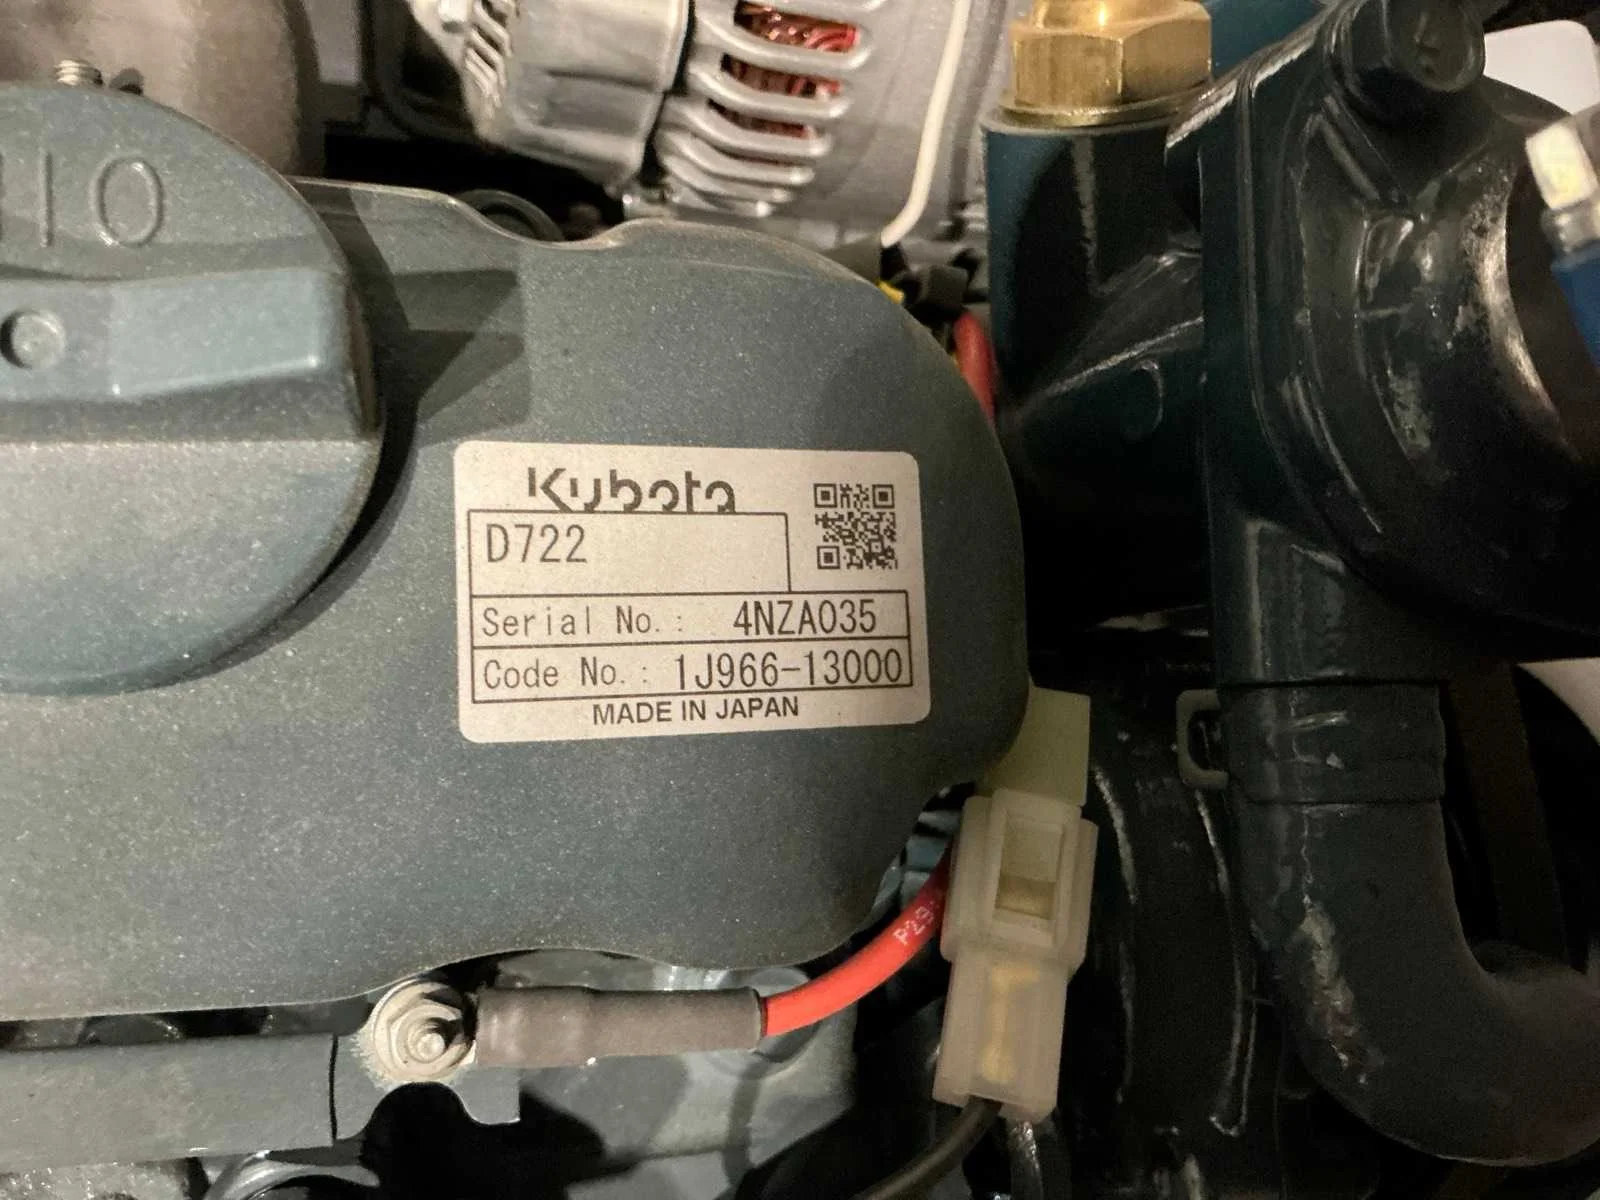 Kubota
D722
Serial No.: 4NZA035
Code No.: 1J966-13000
MADE IN JAPAN